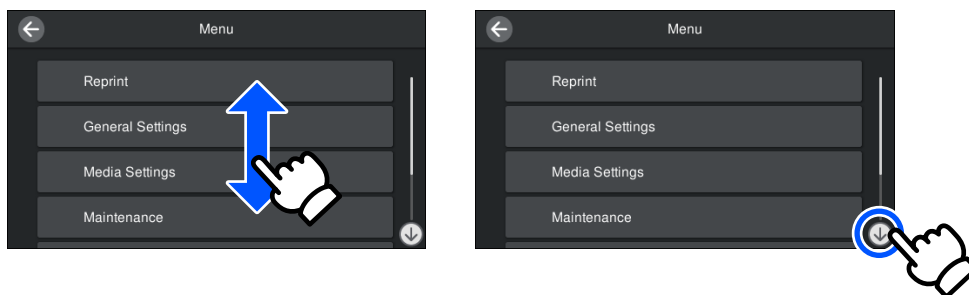 Menu
Reprint
General Settings
Media Settings
Maintenance
Menu
Reprint
General Settings
Media Settings
Maintenance